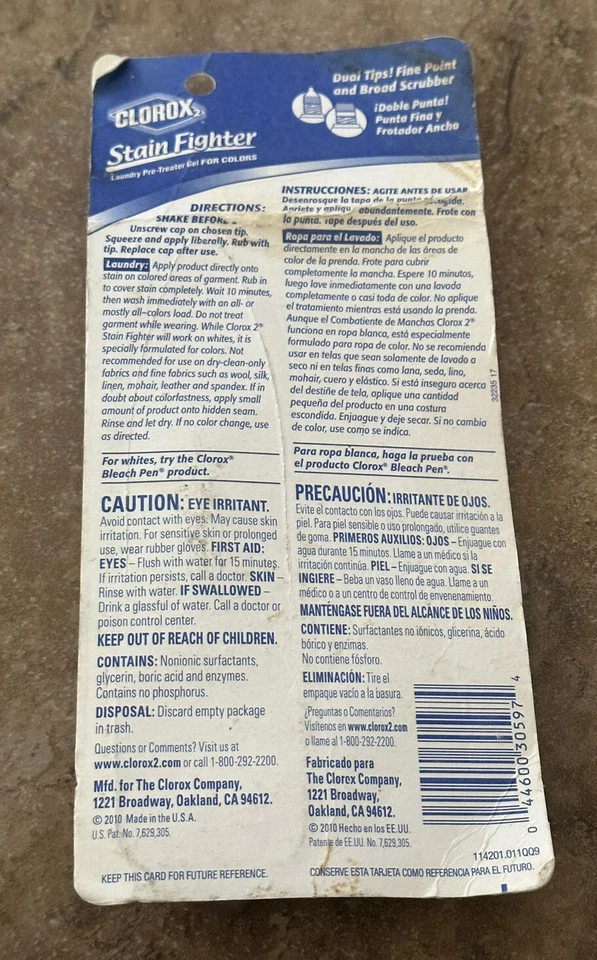 CLOROX2®
Stain Fighter
Laundry Pre-Treater Gel FOR COLORS
Dual Tips! Fine Point
and Broad Scrubber
¡Doble Punta!
Punta Fina y
Frotador Ancho
DIRECTIONS:
SHAKE BEFORE
Unscrew cap on chosen tip.
Squeeze and apply liberally. Rub with
tip. Replace cap after use.
Laundry: Apply product directly onto
stain on colored areas of garment. Rub in
to cover stain completely. Wait 10 minutes,
then wash immediately with an all- or
mostly all-colors load. Do not treat
garment while wearing. While Clorox 2®
Stain Fighter will work on whites, it is
specially formulated for colors. Not
recommended for use on dry-clean-only
fabrics and fine fabrics such as wool, silk,
linen, mohair, leather and spandex. If in
doubt about colorfastness, apply small
amount of product onto hidden seam.
Rinse and let dry. If no color change, use
as directed.
For whites, try the Clorox®
Bleach Pen® product.
CAUTION: EYE IRRITANT.
Avoid contact with eyes. May cause skin
irritation. For sensitive skin or prolonged
use, wear rubber gloves. FIRST AID:
EYES – Flush with water for 15 minutes.
If irritation persists, call a doctor. SKIN –
Rinse with water. IF SWALLOWED –
Drink a glassful of water. Call a doctor or
poison control center.
KEEP OUT OF REACH OF CHILDREN.
CONTAINS: Nonionic surfactants,
glycerin, boric acid and enzymes.
Contains no phosphorus.
DISPOSAL: Discard empty package
in trash.
Questions or Comments? Visit us at
www.clorox2.com or call 1-800-292-2200.
Mfd. for The Clorox Company,
1221 Broadway, Oakland, CA 94612.
© 2010 Made in the U.S.A.
U.S. Pat. No. 7,629,305.
KEEP THIS CARD FOR FUTURE REFERENCE.
INSTRUCCIONES: AGITE ANTES DE USAR.
Desenrosque la tapa de la punta escogida.
Apriete y aplique abundantemente. Frote con
la punta. Tape después del uso.
Ropa para el Lavado: Aplique el producto
directamente en la mancha de las áreas de
color de la prenda. Frote para cubrir
completamente la mancha. Espere 10 minutos,
luego lave inmediatamente con una lavada
completamente o casi toda de color. No aplique
el tratamiento mientras está usando la prenda.
Aunque el Combatiente de Manchas Clorox 2®
funciona en ropa blanca, está especialmente
formulado para ropa de color. No se recomienda
usar en telas que sean solamente de lavado a
seco ni en telas finas como lana, seda, lino,
mohair, cuero y elástico. Si está inseguro acerca
del destiñe de tela, aplique una cantidad
pequeña del producto en una costura
escondida. Enjuague y deje secar. Si no cambia
de color, use como se indica.
32235 17
Para ropa blanca, haga la prueba con
el producto Clorox® Bleach Pen®.
PRECAUCIÓN: IRRITANTE DE OJOS.
Evite el contacto con los ojos. Puede causar irritación a la
piel. Para piel sensible o uso prolongado, utilice guantes
de goma. PRIMEROS AUXILIOS: OJOS – Enjuague con
agua durante 15 minutos. Llame a un médico si la
irritación continúa. PIEL – Enjuague con agua. SI SE
INGIERE – Beba un vaso lleno de agua. Llame a un
médico o a un centro de control de envenenamiento.
MANTÉNGASE FUERA DEL ALCANCE DE LOS NIÑOS.
CONTIENE: Surfactantes no iónicos, glicerina, ácido
bórico y enzimas.
No contiene fósforo.
ELIMINACIÓN: Tire el
empaque vacío a la basura.
¿Preguntas o Comentarios?
Visítenos en www.clorox2.com
o llame al 1-800-292-2200.
Fabricado para
The Clorox Company,
1221 Broadway,
Oakland, CA 94612.
© 2010 Hecho en los EE.UU.
Patente de EE.UU. No. 7,629,305.
0 44600 30597 4
114201.011QQ9
CONSERVE ESTA TARJETA COMO REFERENCIA PARA EL FUTURO.